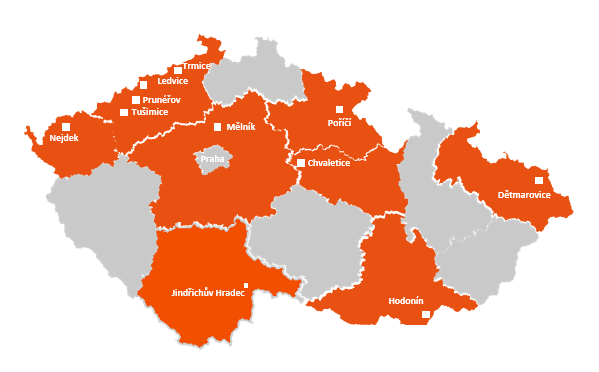 Trmice
Ledvice
Prunéřov
Tušimice
Mělník
Poříčí
Nejdek
Praha
Chvaletice
Dětmarovice
Jindřichův Hradec
Hodonín